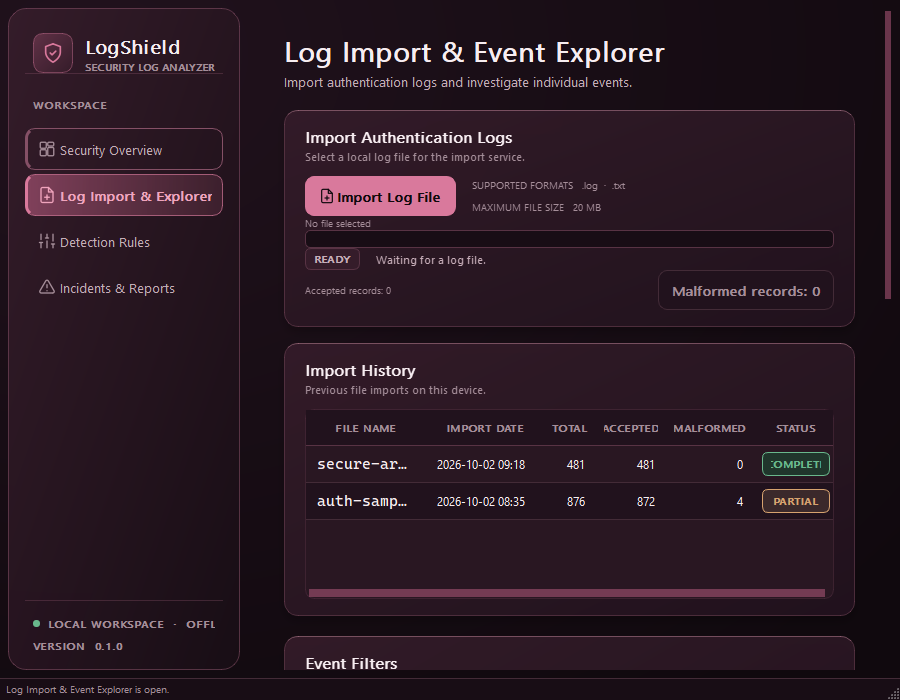 LogShield
SECURITY LOG ANALYZER
WORKSPACE
Security Overview
Log Import & Explorer
Detection Rules
Incidents & Reports
LOCAL WORKSPACE · OFFL
VERSION 0.1.0
Log Import & Event Explorer
Import authentication logs and investigate individual events.
Import Authentication Logs
Select a local log file for the import service.
Import Log File
SUPPORTED FORMATS .log · .txt
MAXIMUM FILE SIZE 20 MB
No file selected
READY Waiting for a log file.
Accepted records: 0
Malformed records: 0
Import History
Previous file imports on this device.
FILE NAME IMPORT DATE TOTAL ACCEPTED MALFORMED STATUS
secure-ar… 2026-10-02 09:18 481 481 0 COMPLETE
auth-samp… 2026-10-02 08:35 876 872 4 PARTIAL
Event Filters
Log Import & Event Explorer is open.